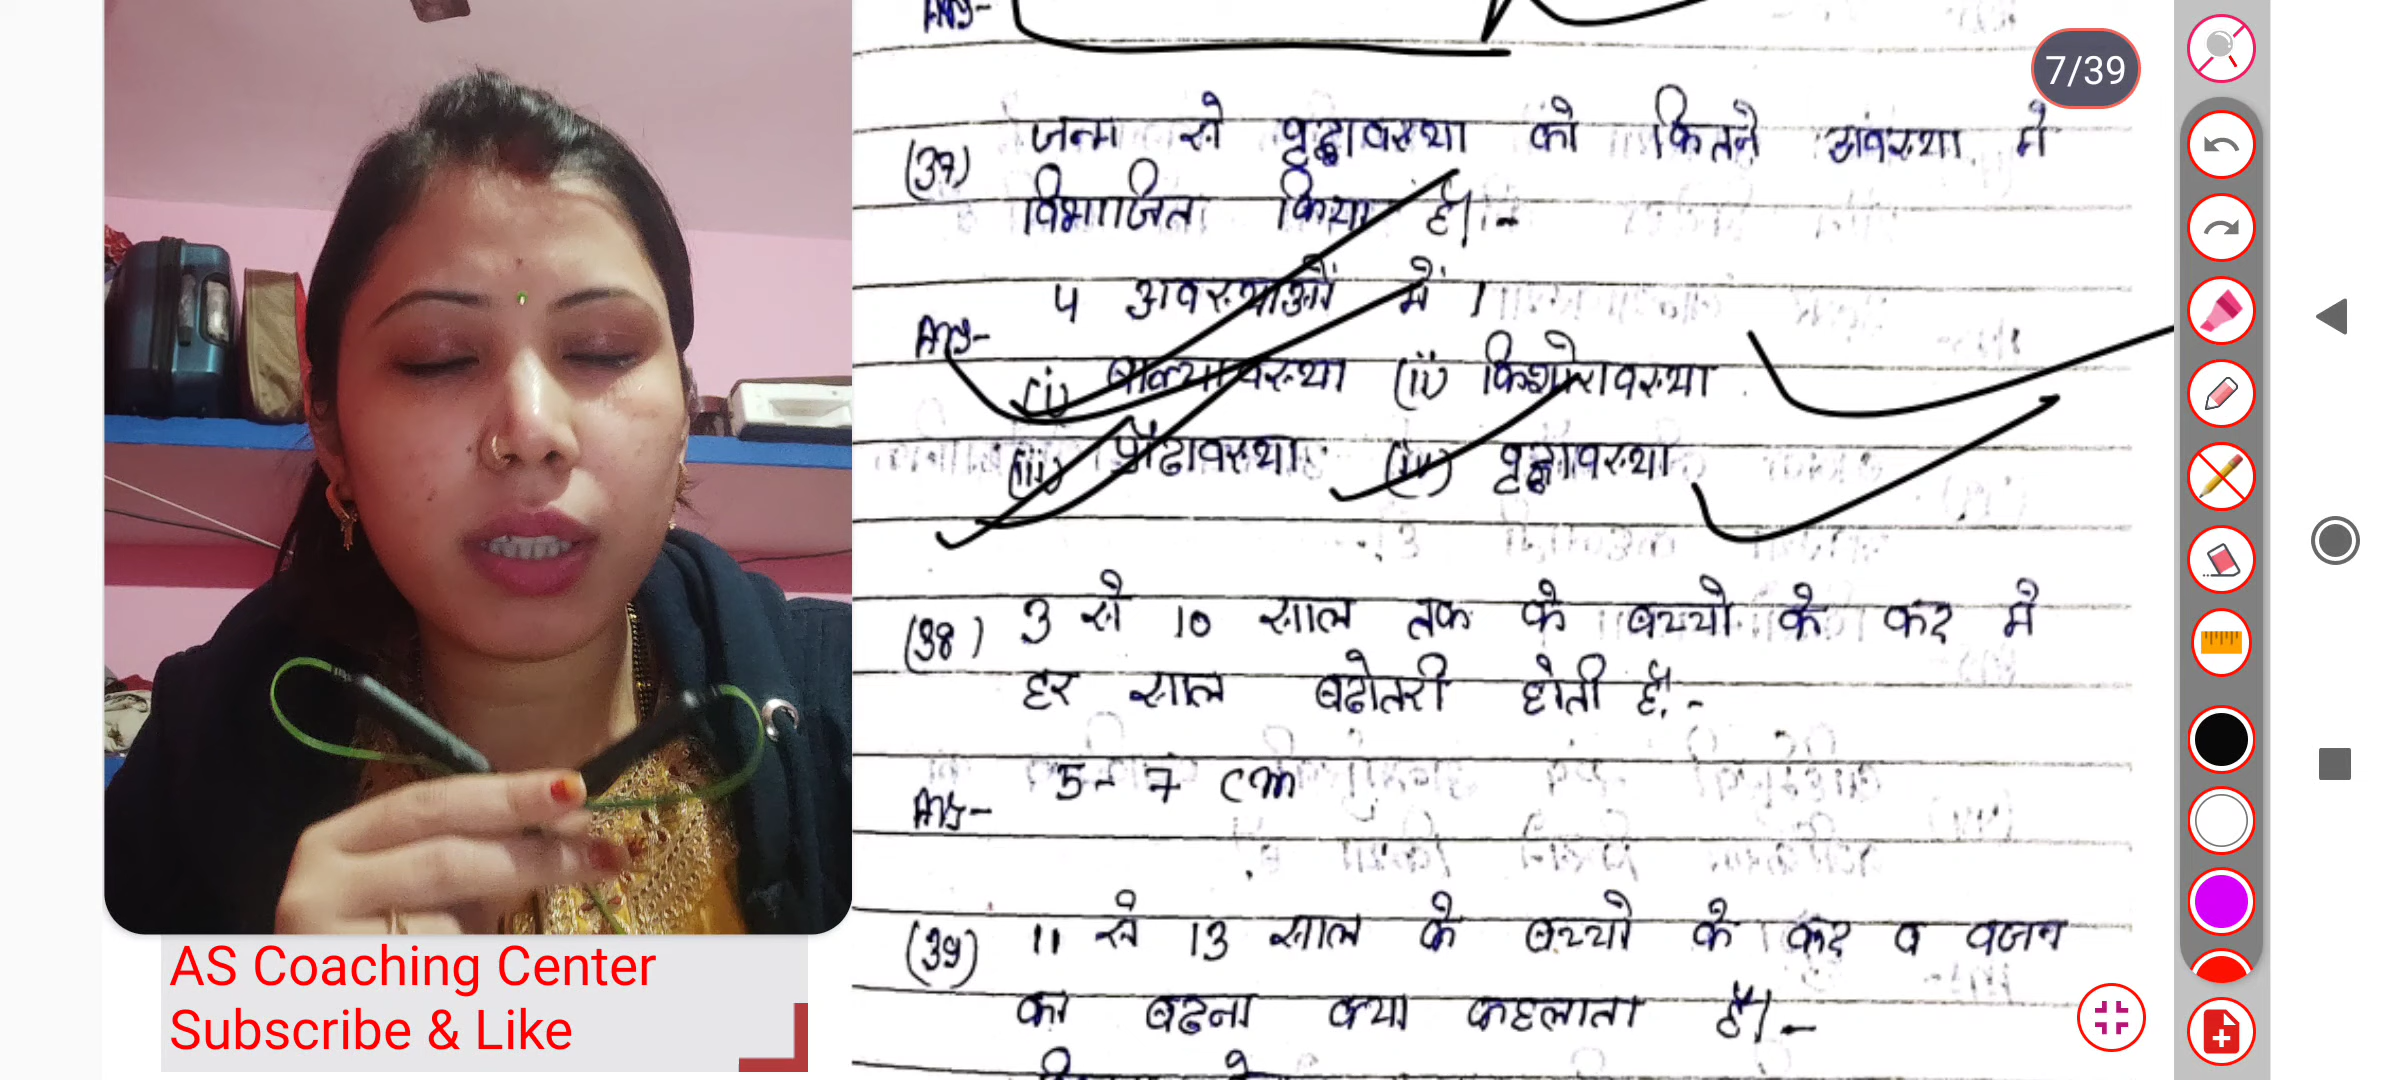 Ans-
7/39
(37) जन्म से वृद्धावस्था को कितने अवस्था में
विभाजित किया है।:-
Ans- 4 अवस्थाओं में ।
(i) बाल्यावस्था (ii) किशोरावस्था
(iii) प्रौढावस्था (iv) वृद्धावस्था
(38) 3 से 10 साल तक के बच्चो के कद मे
हर साल बढोतरी होती है:-
Ans- 5-7 cm
(39) 11 से 13 साल के बच्चो के कद व वजन
का बढना क्या कहलाता है।-
AS Coaching Center
Subscribe & Like